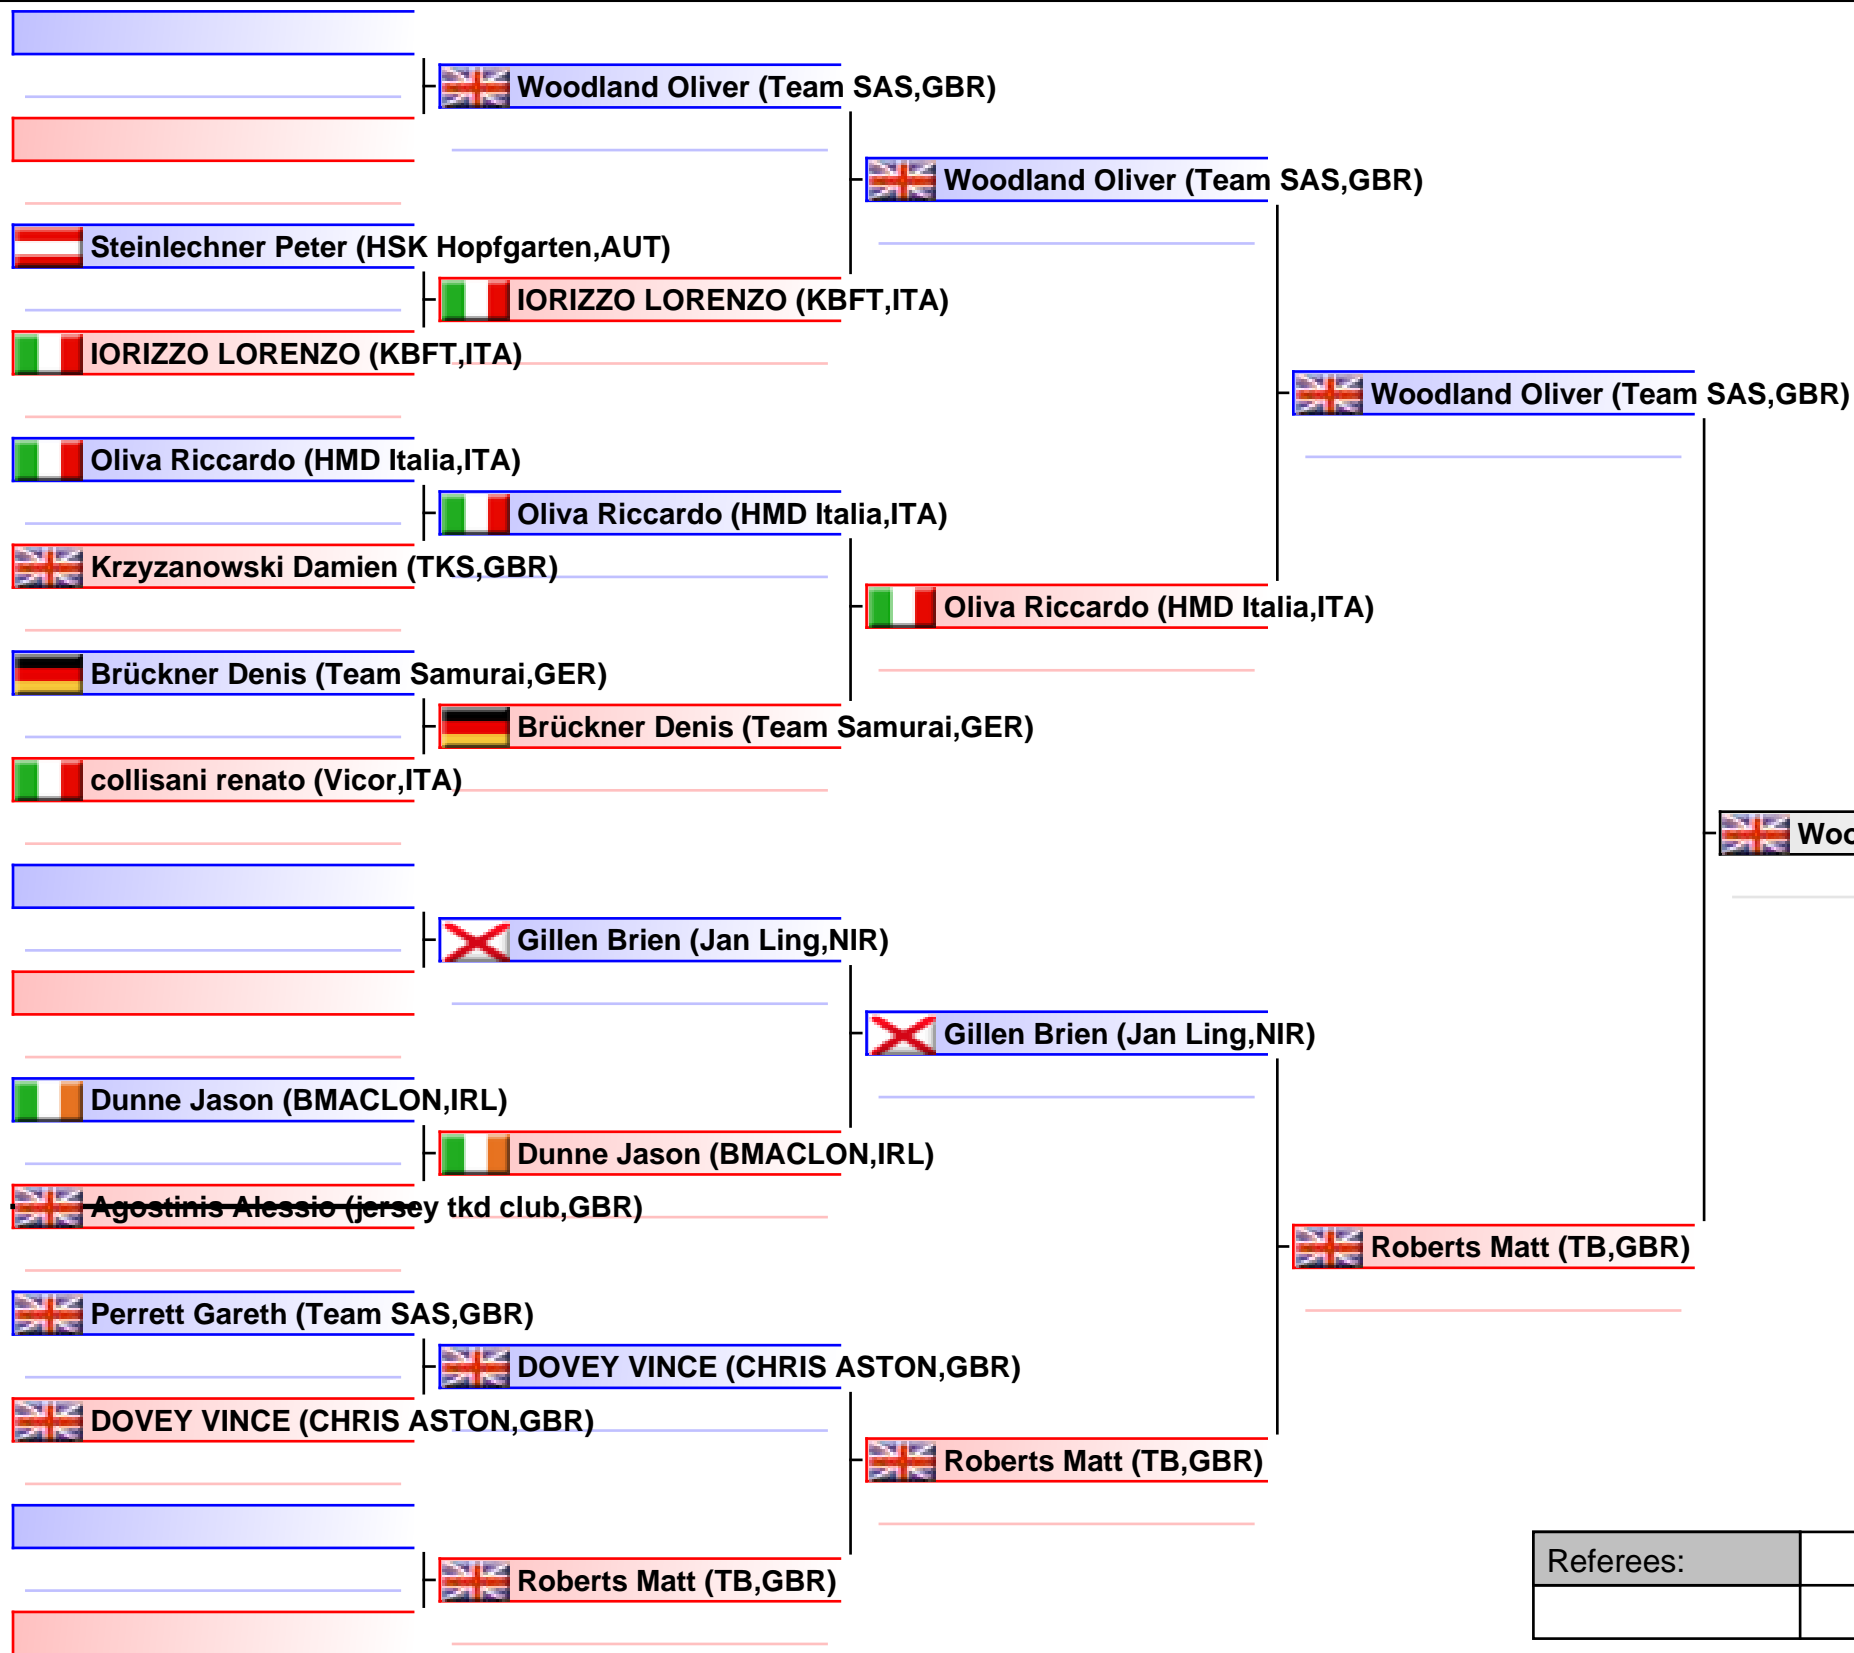 Woodland Oliver (Team SAS,GBR)
Woodland Oliver (Team SAS,GBR)
Steinlechner Peter (HSK Hopfgarten,AUT)
IORIZZO LORENZO (KBFT,ITA)
IORIZZO LORENZO (KBFT,ITA)
Woodland Oliver (Team SAS,GBR)
Oliva Riccardo (HMD Italia,ITA)
Oliva Riccardo (HMD Italia,ITA)
Krzyzanowski Damien (TKS,GBR)
Oliva Riccardo (HMD Italia,ITA)
Brückner Denis (Team Samurai,GER)
Brückner Denis (Team Samurai,GER)
collisani renato (Vicor,ITA)
Gillen Brien (Jan Ling,NIR)
Gillen Brien (Jan Ling,NIR)
Dunne Jason (BMACLON,IRL)
Dunne Jason (BMACLON,IRL)
Agostinis Alessio (jersey tkd club,GBR)
Roberts Matt (TB,GBR)
Perrett Gareth (Team SAS,GBR)
DOVEY VINCE (CHRIS ASTON,GBR)
DOVEY VINCE (CHRIS ASTON,GBR)
Roberts Matt (TB,GBR)
Referees:
Roberts Matt (TB,GBR)